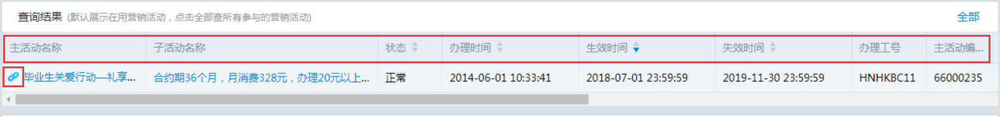 查询结果 (默认展示在用营销活动，点击全部查所有参与的营销活动) 全部
主活动名称 子活动名称 状态 办理时间 生效时间 失效时间 办理工号 主活动编...
毕业生关爱行动—礼享... 合约期36个月，月消费328元，办理20元以上... 正常 2014-06-01 10:33:41 2018-07-01 23:59:59 2019-11-30 23:59:59 HNHKBC11 66000235